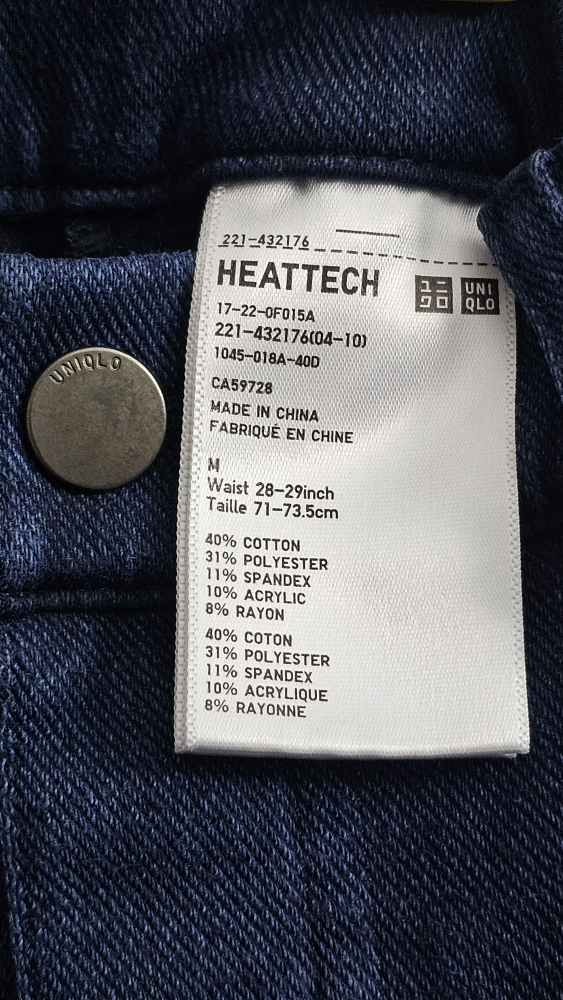 221-432176
HEATTECH
ユニ
クロ
UNI
QLO
17-22-0F015A
221-432176(04-10)
1045-018A-40D
CA59728
MADE IN CHINA
FABRIQUÉ EN CHINE
M
Waist 28-29inch
Taille 71-73.5cm
40% COTTON
31% POLYESTER
11% SPANDEX
10% ACRYLIC
8% RAYON
40% COTON
31% POLYESTER
11% SPANDEX
10% ACRYLIQUE
8% RAYONNE
UNIQLO